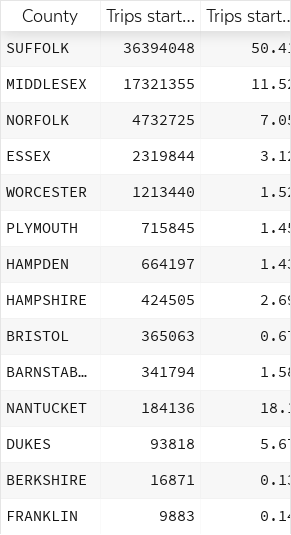 County Trips start... Trips start...
SUFFOLK 36394048 50.41
MIDDLESEX 17321355 11.52
NORFOLK 4732725 7.05
ESSEX 2319844 3.12
WORCESTER 1213440 1.52
PLYMOUTH 715845 1.45
HAMPDEN 664197 1.43
HAMPSHIRE 424505 2.69
BRISTOL 365063 0.67
BARNSTAB… 341794 1.58
NANTUCKET 184136 18.1
DUKES 93818 5.67
BERKSHIRE 16871 0.13
FRANKLIN 9883 0.14